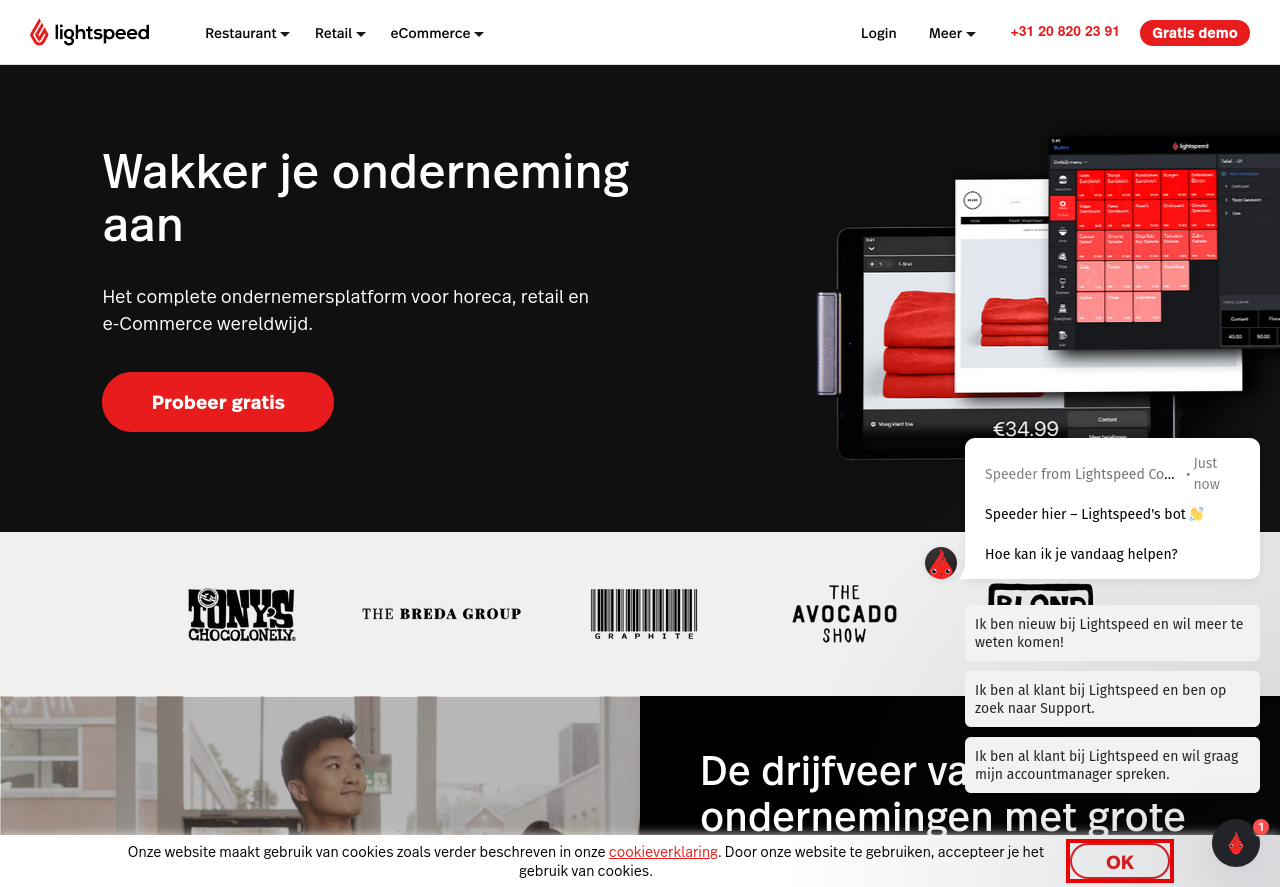 lightspeed
Restaurant
Retail
eCommerce
Login
Meer
+31 20 820 23 91
Gratis demo
Wakker je onderneming
aan
Het complete ondernemersplatform voor horeca, retail en
e-Commerce wereldwijd.
Probeer gratis
lightspeed
€34.99
TONY'S
CHOCOLONELY
THE BREDA GROUP
GRAPHITE
THE
AVOCADO
SHOW
BLOND
Speeder from Lightspeed Co...
• Just
now
Speeder hier – Lightspeed's bot 👋
Hoe kan ik je vandaag helpen?
Ik ben nieuw bij Lightspeed en wil meer te
weten komen!
Ik ben al klant bij Lightspeed en ben op
zoek naar Support.
Ik ben al klant bij Lightspeed en wil graag
mijn accountmanager spreken.
De drijfveer va
ondernemingen met grote
1
Onze website maakt gebruik van cookies zoals verder beschreven in onze cookieverklaring. Door onze website te gebruiken, accepteer je het
gebruik van cookies.
OK